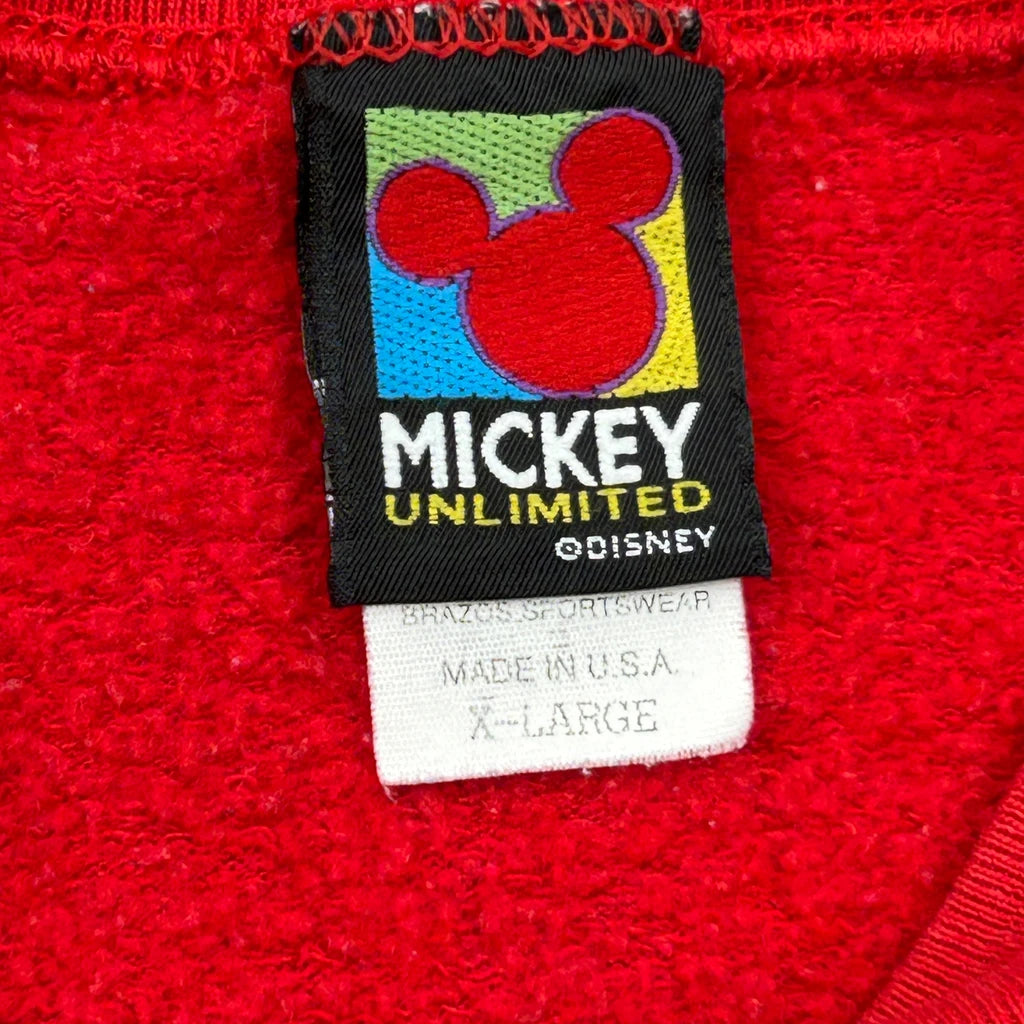 MICKEY
UNLIMITED
©DISNEY
BRAZOS SPORTSWEAR
MADE IN U.S.A.
X-LARGE